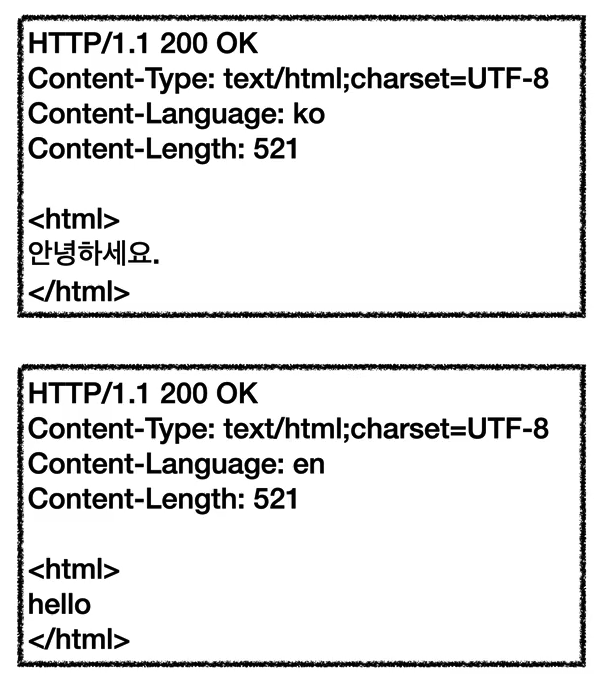 HTTP/1.1 200 OK
Content-Type: text/html;charset=UTF-8
Content-Language: ko
Content-Length: 521
<html>
안녕하세요.
</html>
HTTP/1.1 200 OK
Content-Type: text/html;charset=UTF-8
Content-Language: en
Content-Length: 521
<html>
hello
</html>